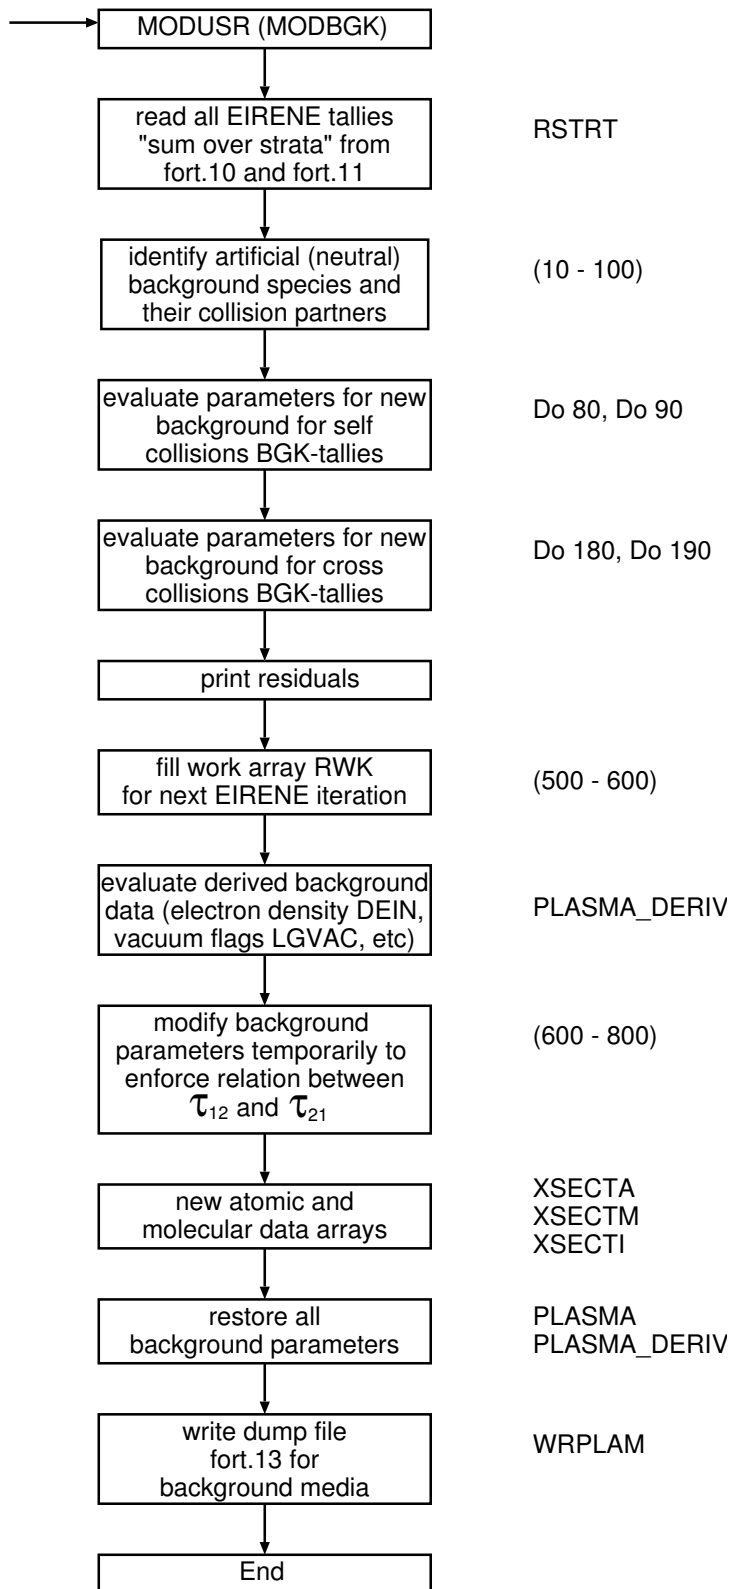 MODUSR (MODBGK)
read all EIRENE tallies
"sum over strata" from
fort.10 and fort.11
RSTRT
identify artificial (neutral)
background species and
their collision partners
(10 - 100)
evaluate parameters for new
background for self
collisions BGK-tallies
Do 80, Do 90
evaluate parameters for new
background for cross
collisions BGK-tallies
Do 180, Do 190
print residuals
fill work array RWK
for next EIRENE iteration
(500 - 600)
evaluate derived background
data (electron density DEIN,
vacuum flags LGVAC, etc)
PLASMA_DERIV
modify background
parameters temporarily to
enforce relation between
τ₁₂ and τ₂₁
(600 - 800)
new atomic and
molecular data arrays
XSECTA
XSECTM
XSECTI
restore all
background parameters
PLASMA
PLASMA_DERIV
write dump file
fort.13 for
background media
WRPLAM
End